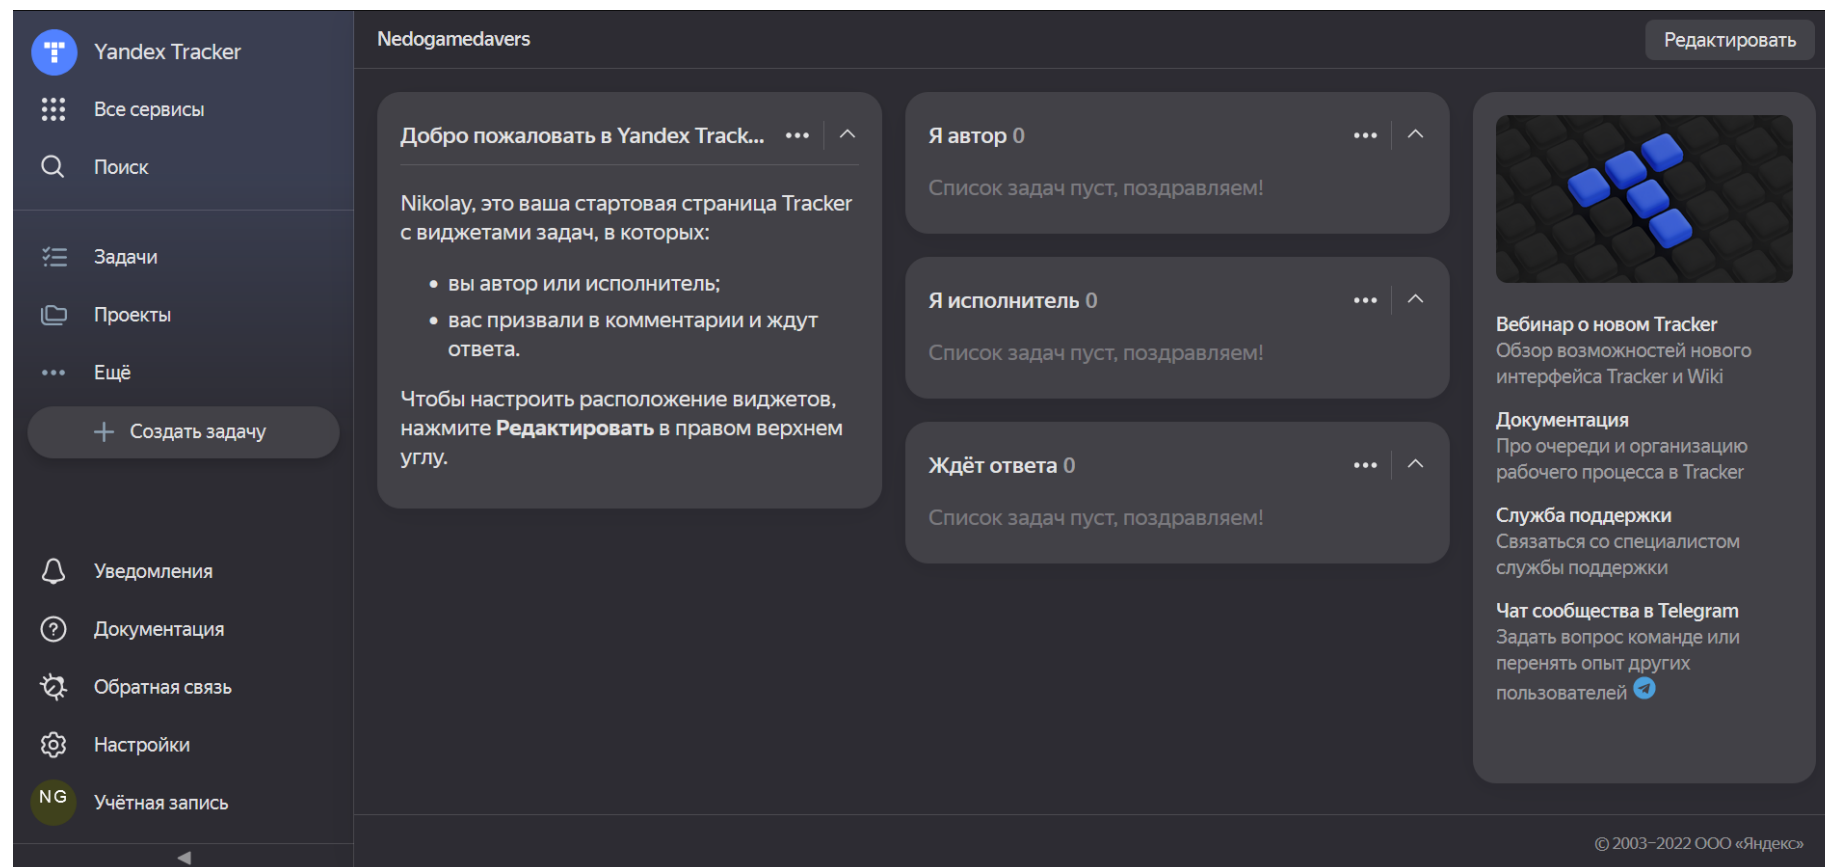 Yandex Tracker
Все сервисы
Поиск
Задачи
Проекты
Ещё
Создать задачу
Уведомления
Документация
Обратная связь
Настройки
NG
Учётная запись
Nedogamedavers
Редактировать
Добро пожаловать в Yandex Track...
Nikolay, это ваша стартовая страница Tracker
с виджетами задач, в которых:
• вы автор или исполнитель;
• вас призвали в комментарии и ждут
ответа.
Чтобы настроить расположение виджетов,
нажмите Редактировать в правом верхнем
углу.
Я автор 0
Список задач пуст, поздравляем!
Я исполнитель 0
Список задач пуст, поздравляем!
Ждёт ответа 0
Список задач пуст, поздравляем!
Вебинар о новом Tracker
Обзор возможностей нового
интерфейса Tracker и Wiki
Документация
Про очереди и организацию
рабочего процесса в Tracker
Служба поддержки
Связаться со специалистом
службы поддержки
Чат сообщества в Telegram
Задать вопрос команде или
перенять опыт других
пользователей
© 2003–2022 ООО «Яндекс»